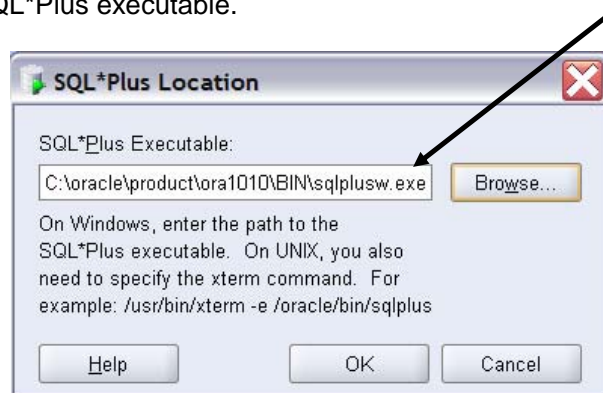 QL*Plus executable.
SQL*Plus Location
SQL*Plus Executable:
C:\oracle\product\ora1010\BIN\sqlplusw.exe Browse...
On Windows, enter the path to the
SQL*Plus executable. On UNIX, you also
need to specify the xterm command. For
example: /usr/bin/xterm -e /oracle/bin/sqlplus
Help OK Cancel